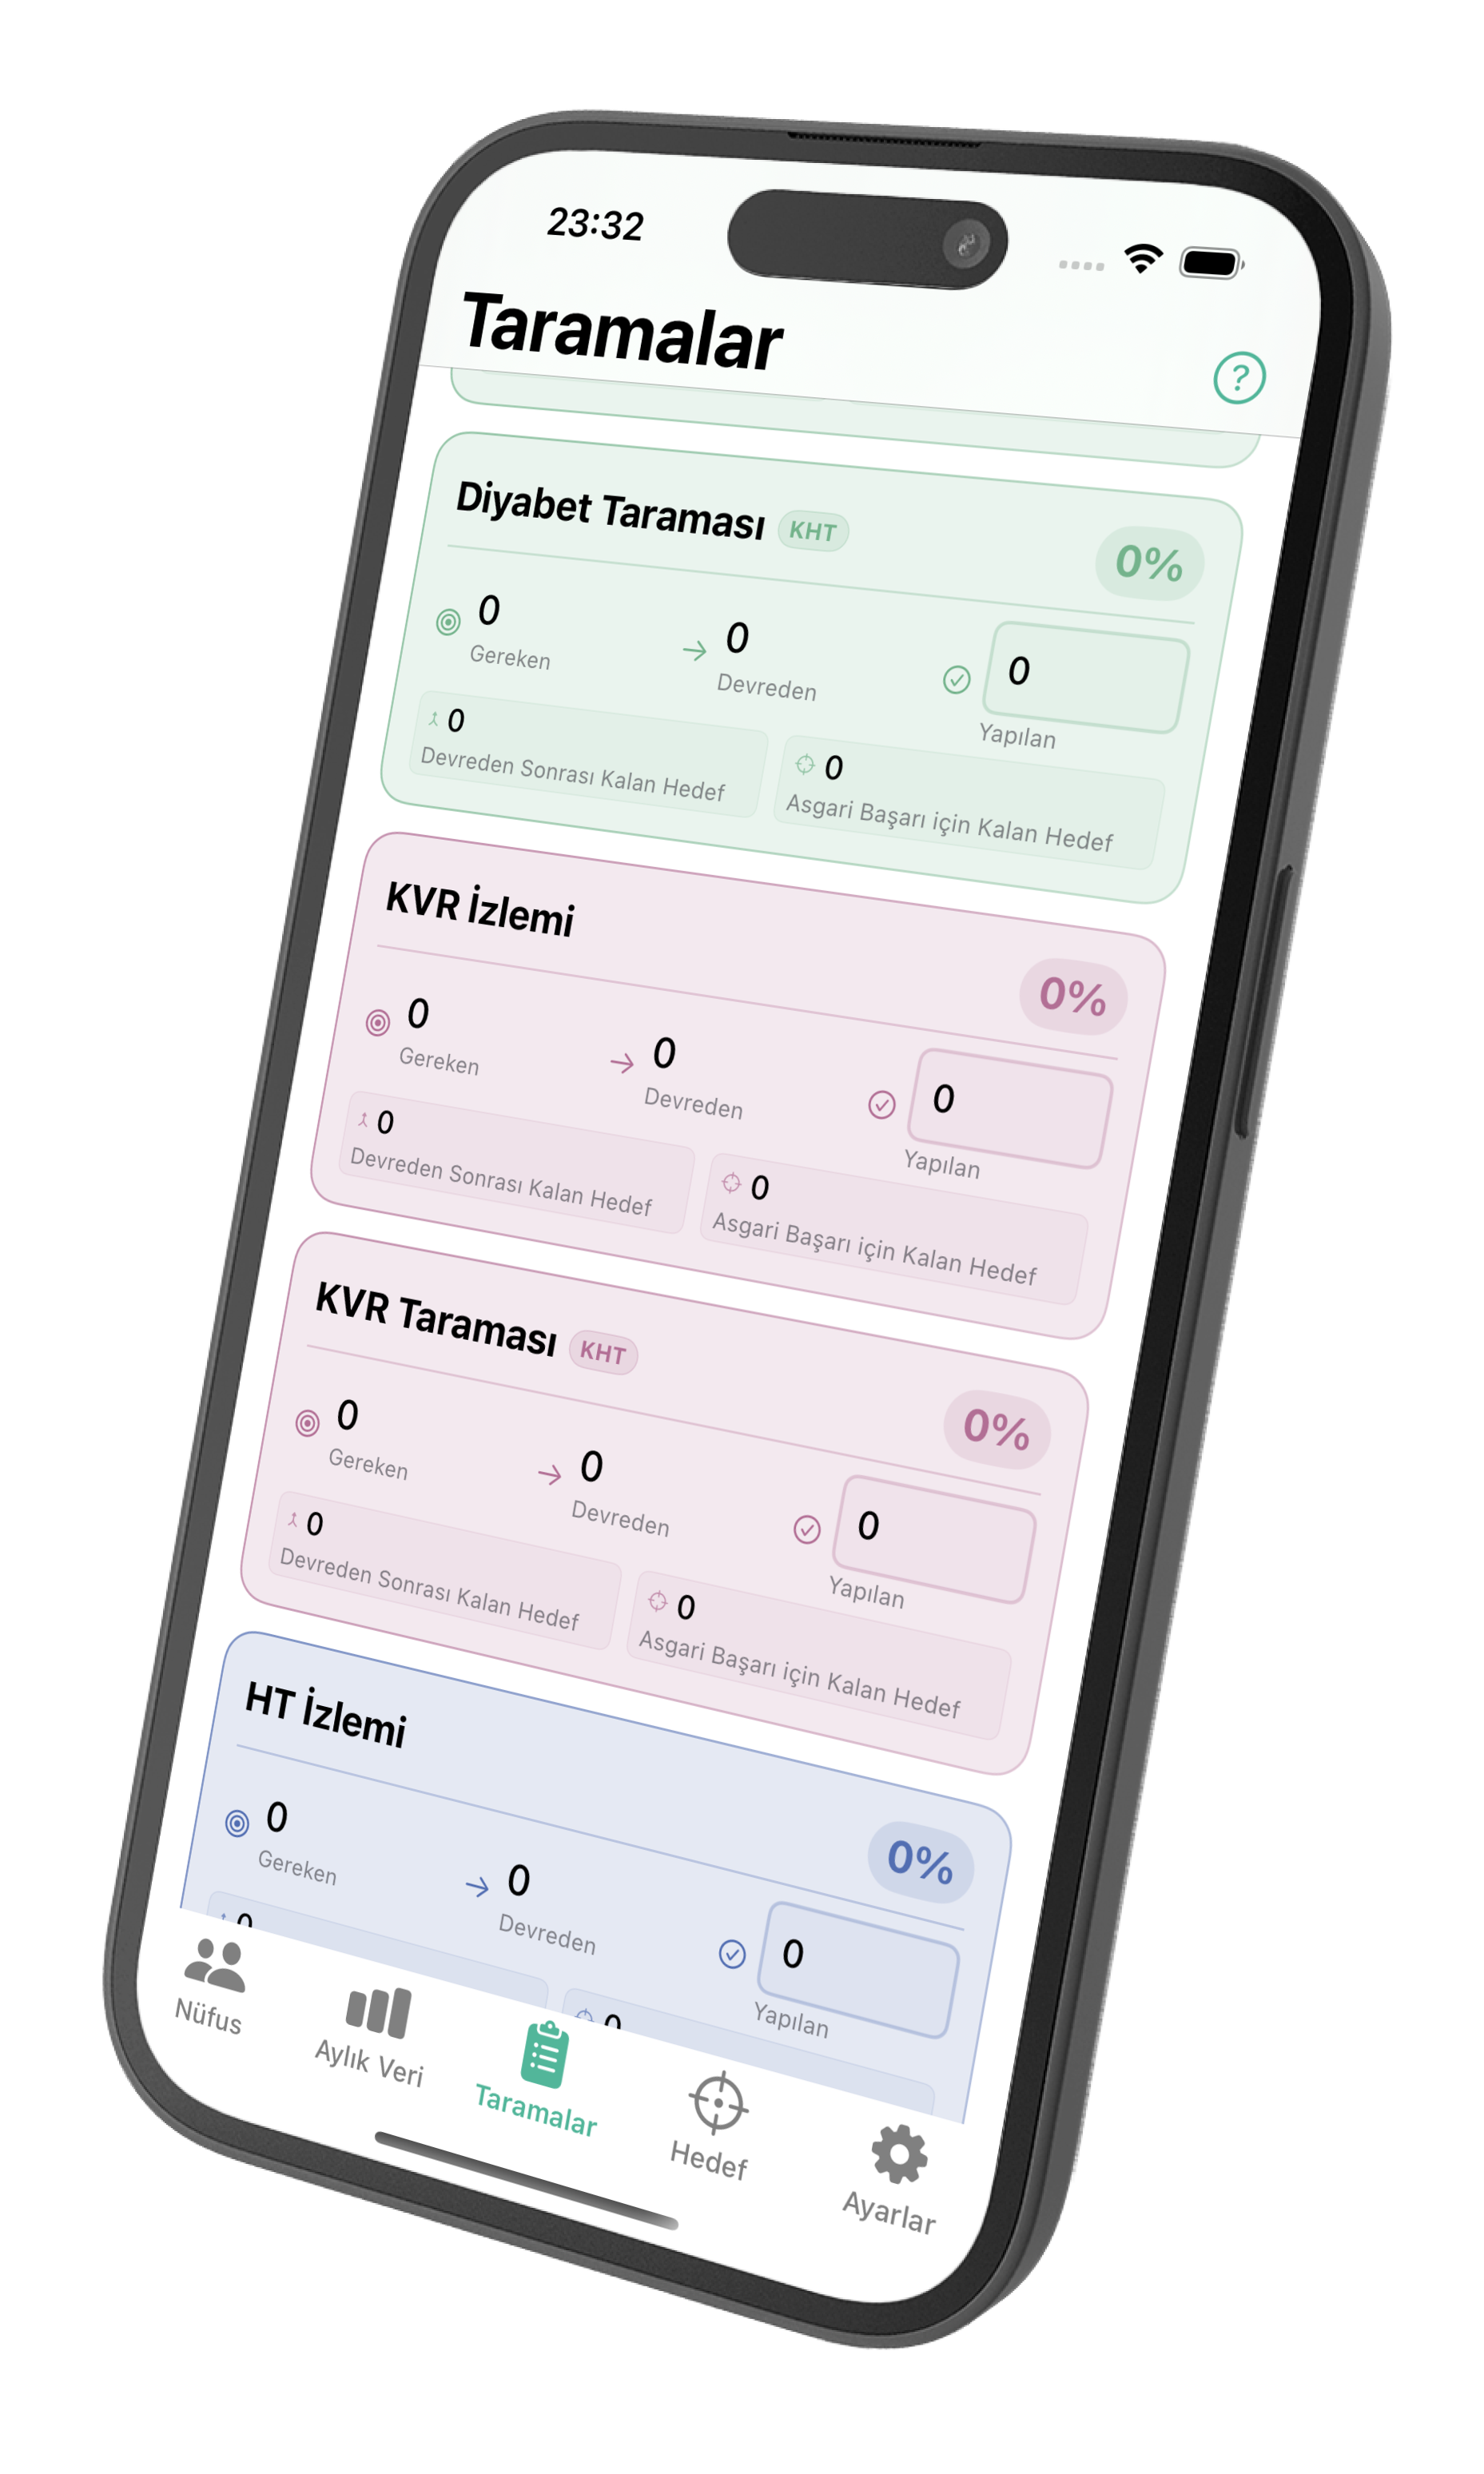 23:32
Taramalar
?
Diyabet Taraması KHT
0%
0
Gereken
0
Devreden
0
Yapılan
0
Devreden Sonrası Kalan Hedef
0
Asgari Başarı için Kalan Hedef
KVR İzlemi
0%
0
Gereken
0
Devreden
0
Yapılan
0
Devreden Sonrası Kalan Hedef
0
Asgari Başarı için Kalan Hedef
KVR Taraması KHT
0%
0
Gereken
0
Devreden
0
Yapılan
0
Devreden Sonrası Kalan Hedef
0
Asgari Başarı için Kalan Hedef
HT İzlemi
0%
0
Gereken
0
Devreden
0
Yapılan
0
0
Nüfus
Aylık Veri
Taramalar
Hedef
Ayarlar